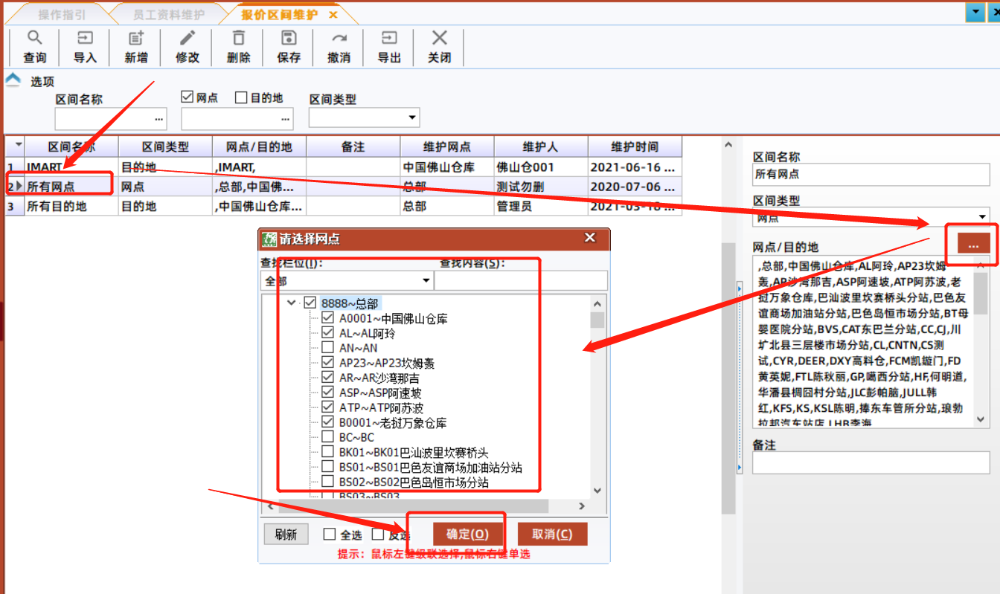 操作指引 员工资料维护 报价区间维护 ×
查询 导入 新增 修改 删除 保存 撤消 导出 关闭
选项
区间名称 网点 目的地 区间类型
... ...
区间名称 区间类型 网点/目的地 备注 维护网点 维护人 维护时间
1 IMART 目的地 ,IMART, 中国佛山仓库 佛山仓001 2021-06-16 ...
2 所有网点 网点 ,总部,中国佛... 总部 测试勿删 2020-07-06 ...
3 所有目的地 目的地 ,中国佛山仓库... 总部 管理员 2021-03-18 ...
区间名称
所有网点
区间类型
网点
...
网点/目的地
,总部,中国佛山仓库,AL阿玲,AP23坎姆
轰,AR沙湾那吉,ASP阿速坡,ATP阿苏波,老
挝万象仓库,巴汕波里坎赛桥头分站,巴色友
谊商场加油站分站,巴色岛恒市场分站,BT母
婴医院分站,BVS,CAT东巴兰分站,CC,CJ,川
圹北县三层楼市场分站,CL,CNTN,CS测
试,CYR,DEER,DXY高料仓,FCM凯鏇门,FD
黄英妮,FTL陈秋丽,GP,噶西分站,HF,何明道,
华潘县桐囧村分站,JLC彭帕脑,JULL韩
红,KFS,KS,KSL陈明,捧东车管所分站,琅勃
拉邦汽车站店,LHB李海
备注
请选择网点
查找栏位(I): 查找内容(S):
全部
8888~总部
A0001~中国佛山仓库
AL~AL阿玲
AN~AN
AP23~AP23坎姆轰
AR~AR沙湾那吉
ASP~ASP阿速坡
ATP~ATP阿苏波
B0001~老挝万象仓库
BC~BC
BK01~BK01巴汕波里坎赛桥头
BS01~BS01巴色友谊商场加油站分站
BS02~BS02巴色岛恒市场分站
BS03~BS03
刷新 全选 反选 确定(O) 取消(C)
提示：鼠标左键级联选择,鼠标右键单选